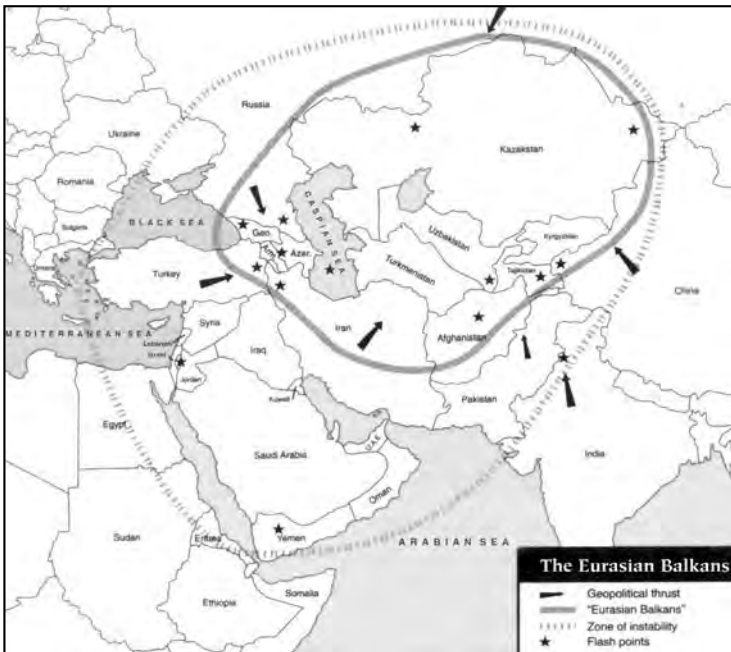 Russia
Ukraine
Kazakstan
Romania
CASPIAN SEA
BLACK SEA
Bulgaria
Geo.
Uzbekistan
Kyrgyzstan
Arm.
Azer.
Turkmenistan
Tajikistan
Greece
Turkey
China
MEDITERRANEAN SEA
Syria
Iran
Afghanistan
Lebanon
Israel
Iraq
Jordan
Kuwait
Pakistan
Egypt
U.A.E.
India
Saudi Arabia
Oman
Sudan
Eritrea
Yemen
ARABIAN SEA
Ethiopia
Somalia
The Eurasian Balkans
Geopolitical thrust
"Eurasian Balkans"
Zone of instability
Flash points